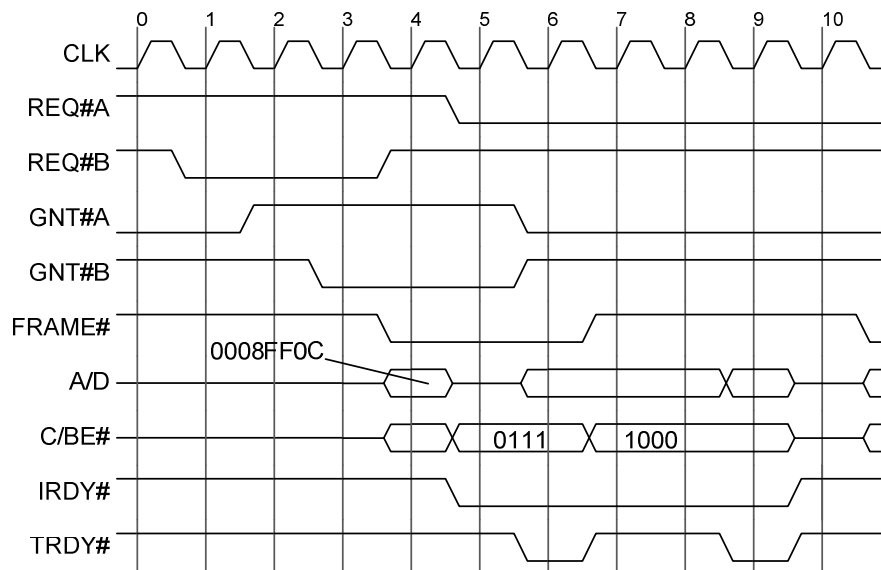 0 1 2 3 4 5 6 7 8 9 10
CLK
REQ#A
REQ#B
GNT#A
GNT#B
FRAME#
0008FF0C
A/D
C/BE# 0111 1000
IRDY#
TRDY#